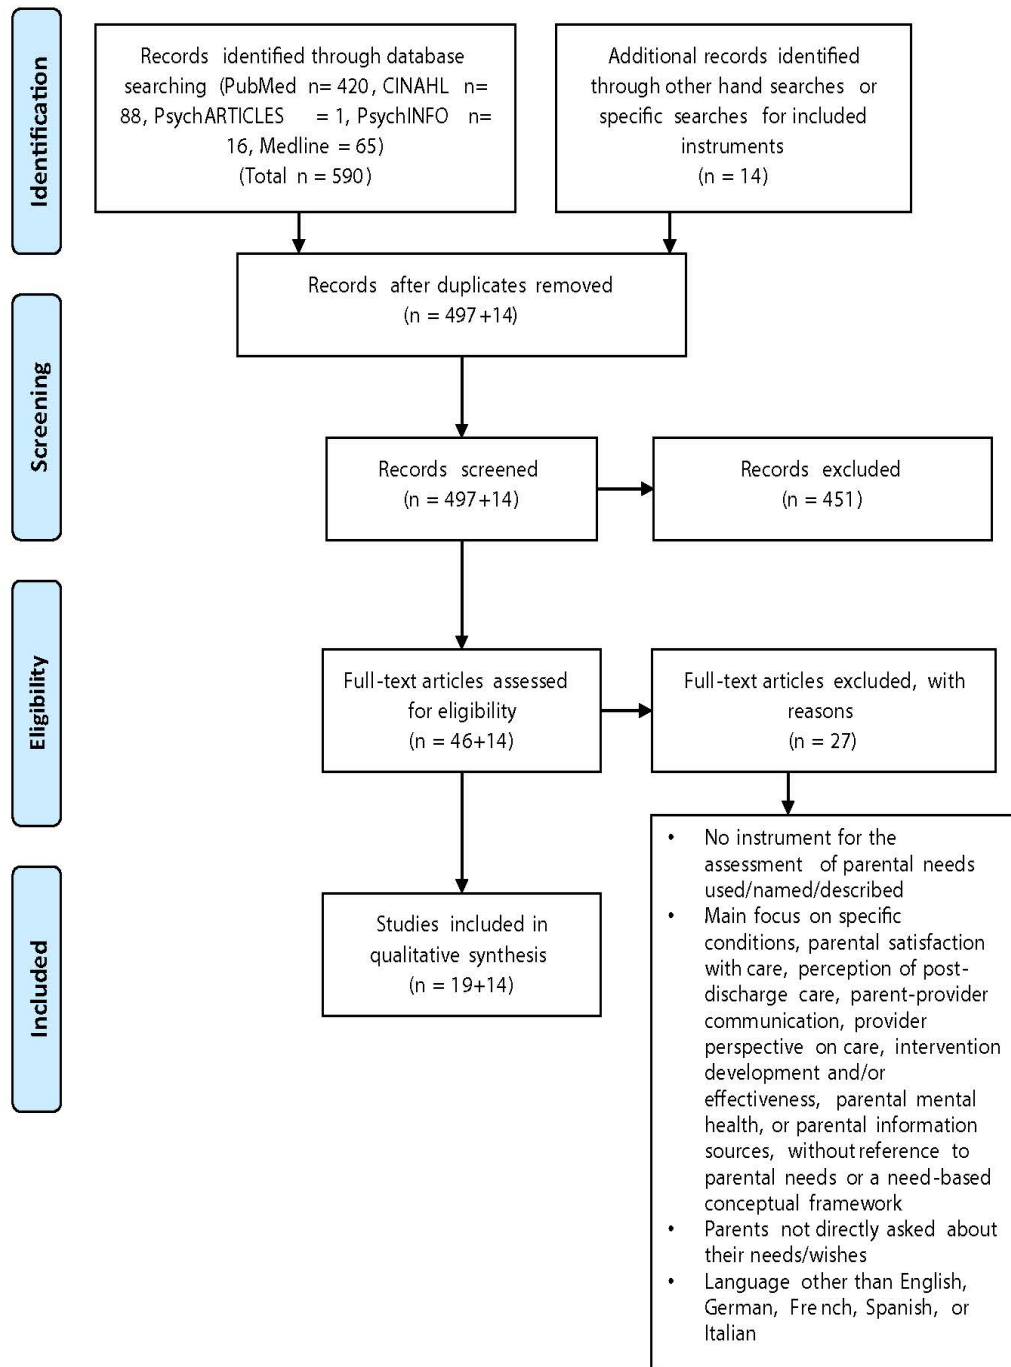 Identification
Records identified through database
searching (PubMed n= 420, CINAHL n=
88, PsychARTICLES = 1, PsychINFO n=
16, Medline = 65)
(Total n = 590)
Additional records identified
through other hand searches or
specific searches for included
instruments
(n = 14)
Records after duplicates removed
(n = 497+14)
Screening
Records screened
(n = 497+14)
Records excluded
(n = 451)
Eligibility
Full-text articles assessed
for eligibility
(n = 46+14)
Full-text articles excluded, with
reasons
(n = 27)
• No instrument for the
assessment of parental needs
used/named/described
• Main focus on specific
conditions, parental satisfaction
with care, perception of post-
discharge care, parent-provider
communication, provider
perspective on care, intervention
development and/or
effectiveness, parental mental
health, or parental information
sources, without reference to
parental needs or a need-based
conceptual framework
• Parents not directly asked about
their needs/wishes
• Language other than English,
German, French, Spanish, or
Italian
Included
Studies included in
qualitative synthesis
(n = 19+14)